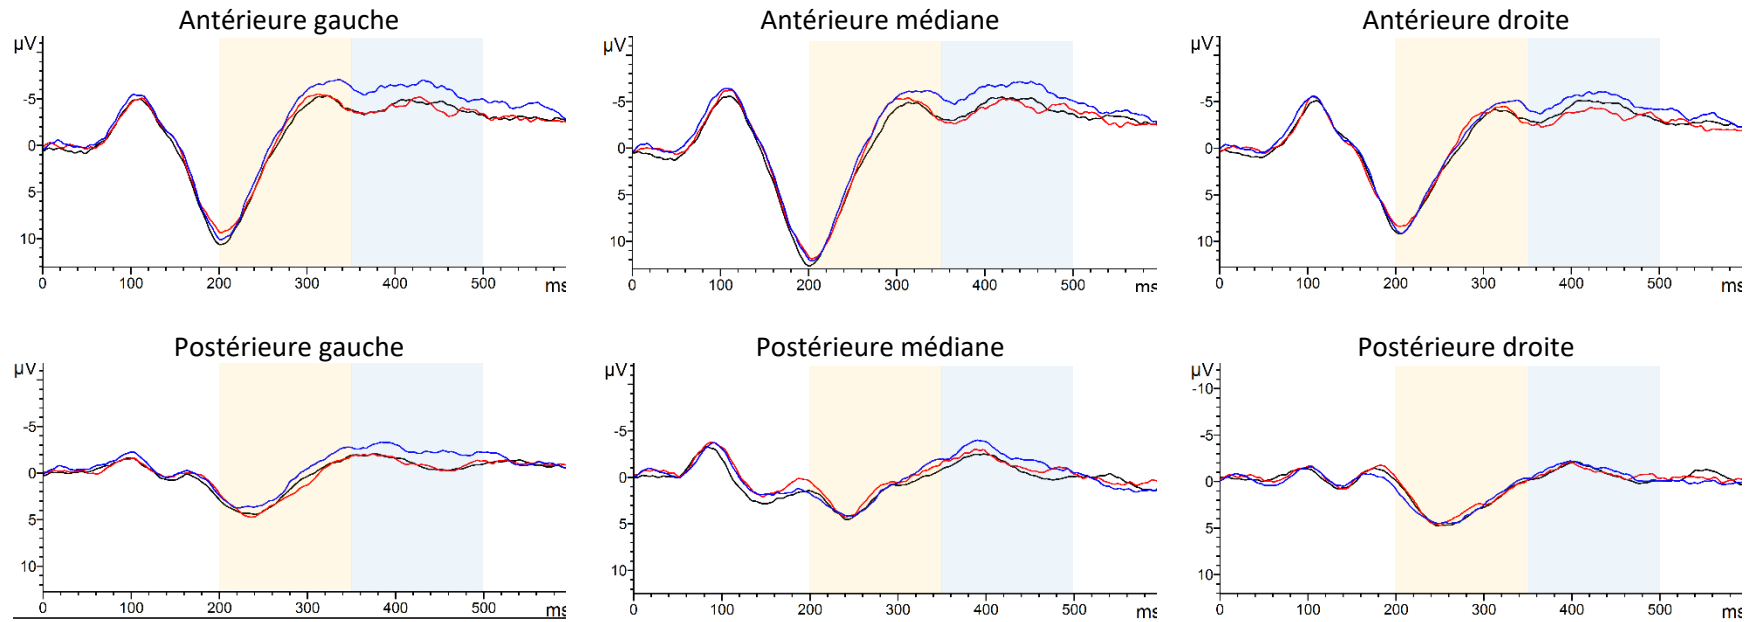 Antérieure gauche
µV
-5
0
5
10
0 100 200 300 400 500 ms
Antérieure médiane
µV
-5
0
5
10
0 100 200 300 400 500 ms
Antérieure droite
µV
-5
0
5
10
0 100 200 300 400 500 ms
Postérieure gauche
µV
-5
0
5
10
0 100 200 300 400 500 ms
Postérieure médiane
µV
-5
0
5
10
0 100 200 300 400 500 ms
Postérieure droite
µV
-10
-5
0
5
10
0 100 200 300 400 500 ms